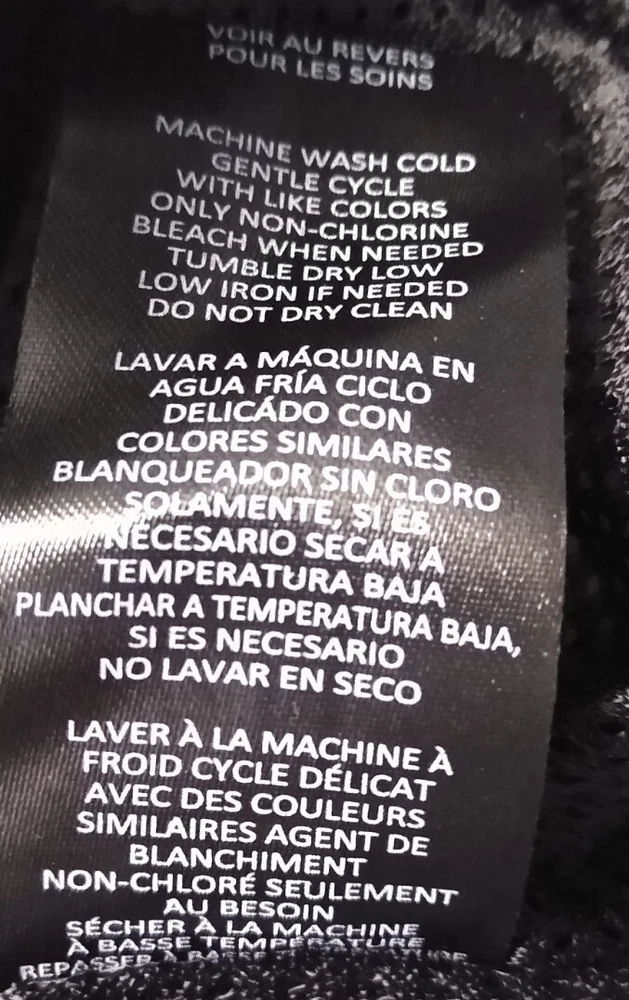 VOIR AU REVERS
POUR LES SOINS
MACHINE WASH COLD
GENTLE CYCLE
WITH LIKE COLORS
ONLY NON-CHLORINE
BLEACH WHEN NEEDED
TUMBLE DRY LOW
LOW IRON IF NEEDED
DO NOT DRY CLEAN
LAVAR A MÁQUINA EN
AGUA FRÍA CICLO
DELICÁDO CON
COLORES SIMILARES
BLANQUEADOR SIN CLORO
SOLAMENTE, SI ES
NECESARIO SECAR A
TEMPERATURA BAJA
PLANCHAR A TEMPERATURA BAJA,
SI ES NECESARIO
NO LAVAR EN SECO
LAVER À LA MACHINE À
FROID CYCLE DÉLICAT
AVEC DES COULEURS
SIMILAIRES AGENT DE
BLANCHIMENT
NON-CHLORÉ SEULEMENT
AU BESOIN
SÉCHER À LA MACHINE
À BASSE TEMPÉRATURE
REPASSER À BASSE